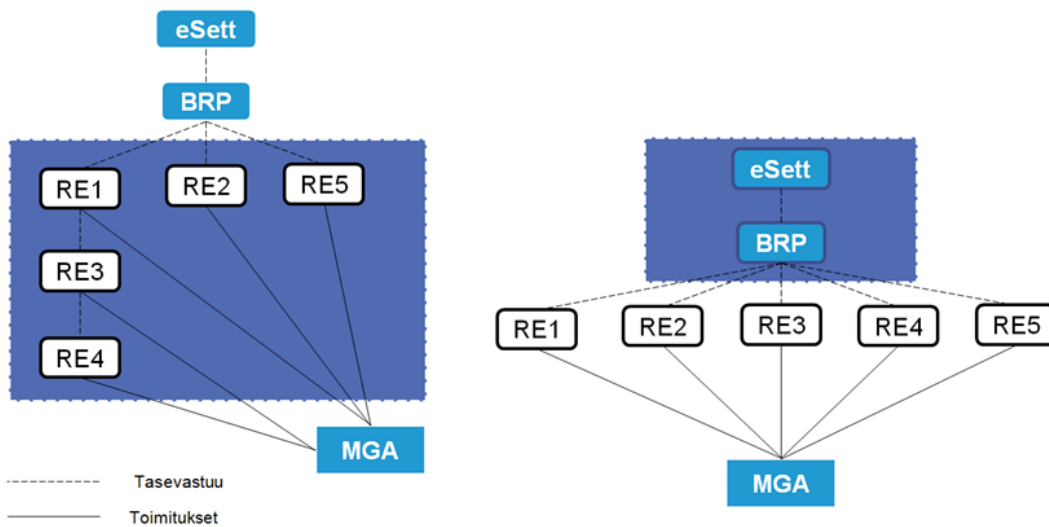 eSett
BRP
RE1
RE2
RE5
RE3
RE4
MGA
Tasevastuu
Toimitukset
eSett
BRP
RE1
RE2
RE3
RE4
RE5
MGA